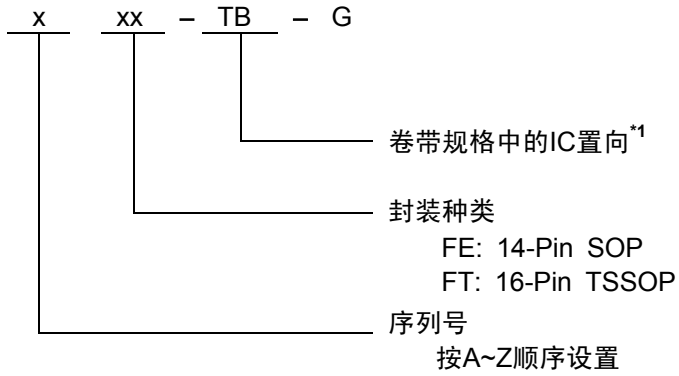 x xx – TB – G
卷带规格中的IC置向*1
封装种类
FE: 14-Pin SOP
FT: 16-Pin TSSOP
序列号
按A~Z顺序设置